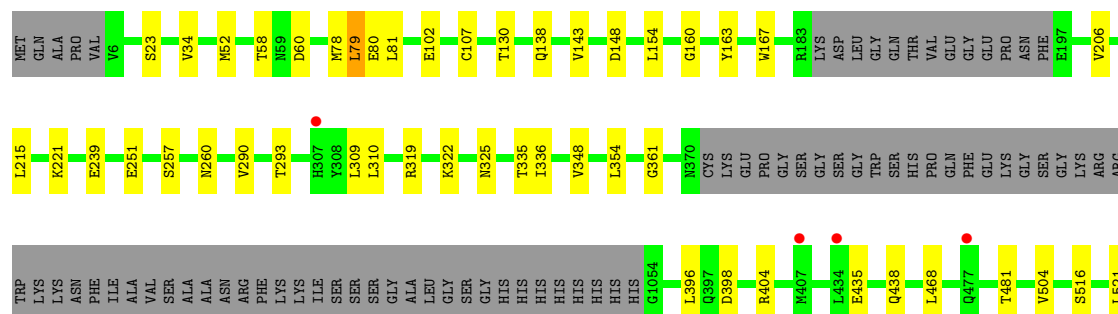 MET GLN ALA PRO VAL V6 S23 V34 M52 T58 N59 D60 M78 L79 E80 L81 E102 C107 T130 Q138 V143 D148 L154 G160 Y163 W167 R183 LYS ASP LEU GLY GLN THR VAL GLU GLY GLU PRO ASN PHE E197 V206
L215 K221 E239 E251 S257 N260 V290 T293 H307 Y308 L309 L310 R319 K322 N325 T335 I336 V348 L354 G361 N370 CYS LYS GLU PRO GLY SER GLY SER GLY TRP SER HIS PRO GLN PHE GLU LYS GLY SER GLY LYS ARG ARG
TRP LYS LYS ASN PHE ILE ALA VAL SER ALA ALA ASN ARG PHE LYS LYS ILE SER SER SER GLY ALA LEU GLY SER GLY HIS HIS HIS HIS HIS HIS HIS HIS G1054 L396 Q397 D398 R404 M407 L434 E435 Q438 L468 Q477 T481 V504 S516